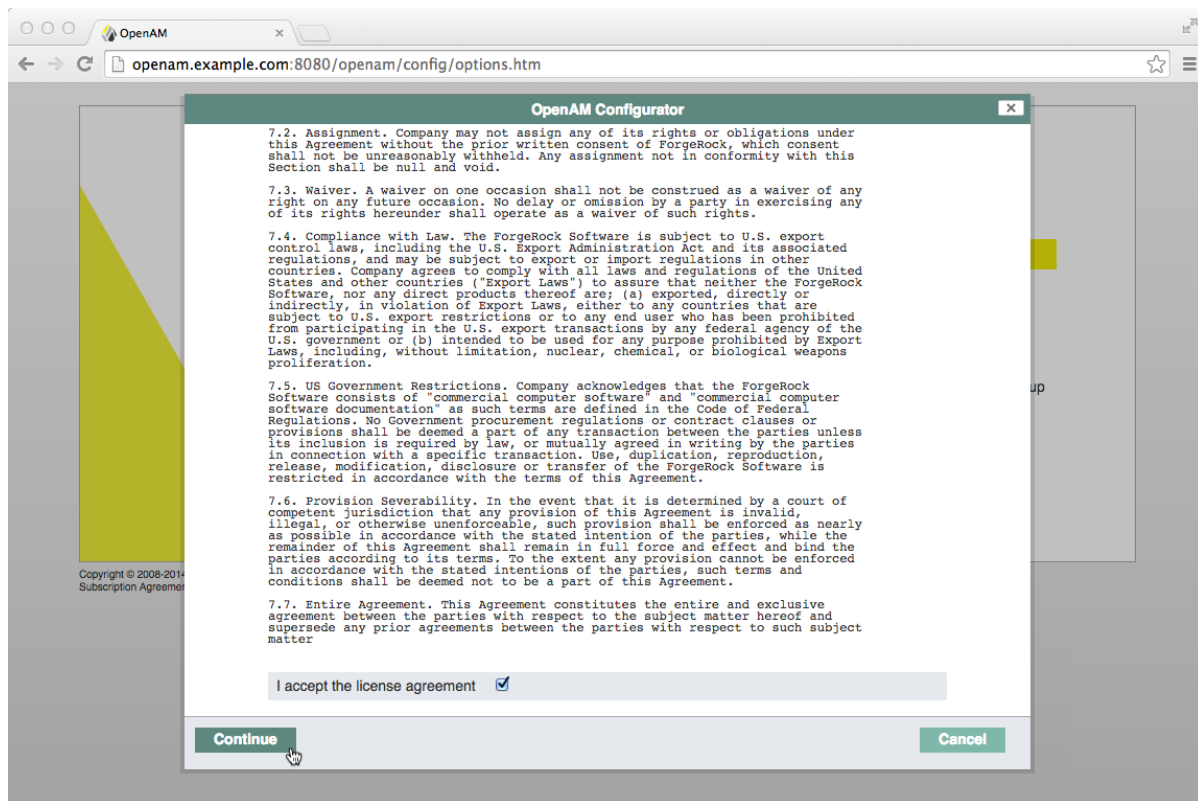 OpenAM
openam.example.com:8080/openam/config/options.htm
OpenAM Configurator
7.2. Assignment. Company may not assign any of its rights or obligations under
this Agreement without the prior written consent of ForgeRock, which consent
shall not be unreasonably withheld. Any assignment not in conformity with this
Section shall be null and void.
7.3. Waiver. A waiver on one occasion shall not be construed as a waiver of any
right on any future occasion. No delay or omission by a party in exercising any
of its rights hereunder shall operate as a waiver of such rights.
7.4. Compliance with Law. The ForgeRock Software is subject to U.S. export
control laws, including the U.S. Export Administration Act and its associated
regulations, and may be subject to export or import regulations in other
countries. Company agrees to comply with all laws and regulations of the United
States and other countries ("Export Laws") to assure that neither the ForgeRock
Software, nor any direct products thereof are; (a) exported, directly or
indirectly, in violation of Export Laws, either to any countries that are
subject to U.S. export restrictions or to any end user who has been prohibited
from participating in the U.S. export transactions by any federal agency of the
U.S. government or (b) intended to be used for any purpose prohibited by Export
Laws, including, without limitation, nuclear, chemical, or biological weapons
proliferation.
7.5. US Government Restrictions. Company acknowledges that the ForgeRock
Software consists of "commercial computer software" and "commercial computer
software documentation" as such terms are defined in the Code of Federal
Regulations. No Government procurement regulations or contract clauses or
provisions shall be deemed a part of any transaction between the parties unless
its inclusion is required by law, or mutually agreed in writing by the parties
in connection with a specific transaction. Use, duplication, reproduction,
release, modification, disclosure or transfer of the ForgeRock Software is
restricted in accordance with the terms of this Agreement.
7.6. Provision Severability. In the event that it is determined by a court of
competent jurisdiction that any provision of this Agreement is invalid,
illegal, or otherwise unenforceable, such provision shall be enforced as nearly
as possible in accordance with the stated intention of the parties, while the
remainder of this Agreement shall remain in full force and effect and bind the
parties according to its terms. To the extent any provision cannot be enforced
in accordance with the stated intentions of the parties, such terms and
conditions shall be deemed not to be a part of this Agreement.
7.7. Entire Agreement. This Agreement constitutes the entire and exclusive
agreement between the parties with respect to the subject matter hereof and
supersede any prior agreements between the parties with respect to such subject
matter
I accept the license agreement
Continue
Cancel
up
Copyright © 2008-2014
Subscription Agreemen